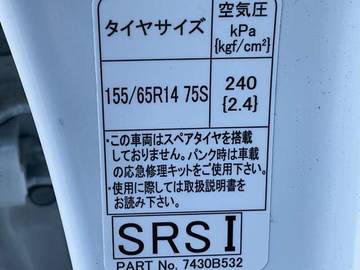 タイヤサイズ
空気圧
kPa
{kgf/cm²}
155/65R14 75S
240
{2.4}
・この車両はスペアタイヤを搭載
しておりません。パンク時は車載
の応急修理キットをご使用下さい。
・使用に際しては取扱説明書を
お読み下さい。
SRS I
PART No. 7430B532